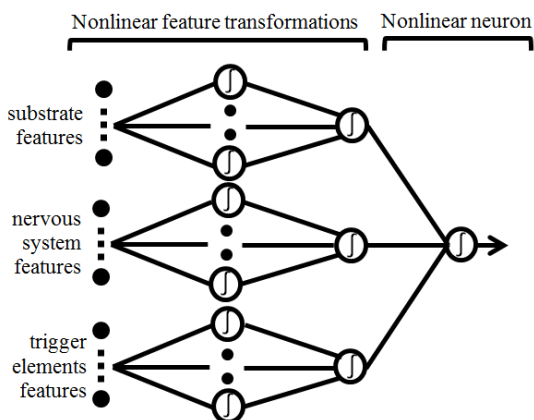 Nonlinear feature transformations
Nonlinear neuron
substrate
features
nervous
system
features
trigger
elements
features
∫
∫
∫
∫
∫
∫
∫
∫
∫
∫